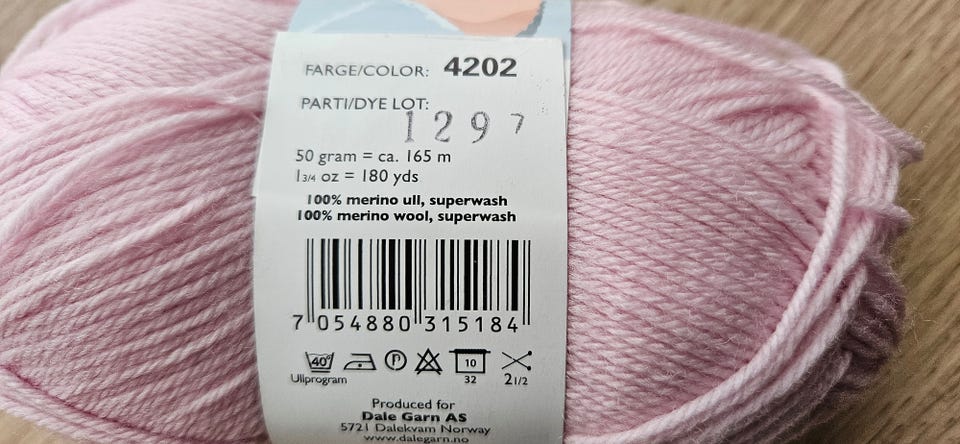 FARGE/COLOR: 4202
PARTI/DYE LOT:
1297
50 gram = ca. 165 m
1 3/4 oz = 180 yds
100% merino ull, superwash
100% merino wool, superwash
7 054880 315184
40° P 10
Ullprogram 32 2 1/2
Produced for
Dale Garn AS
5721 Dalekvam Norway
www.dalegarn.no